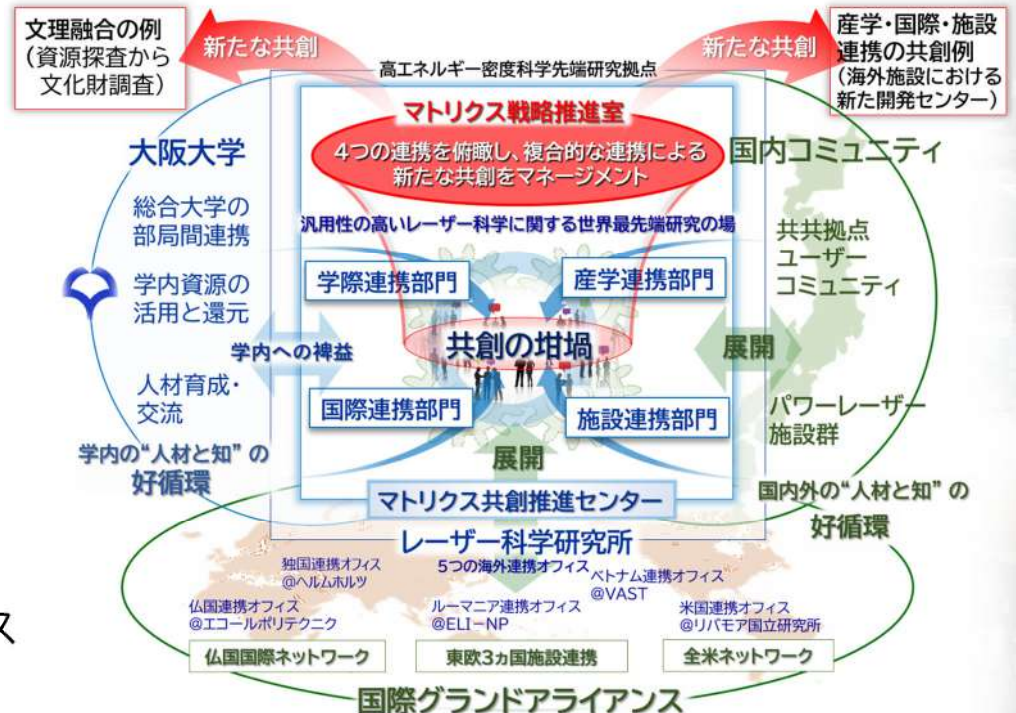 文理融合の例
(資源探査から
文化財調査)
新たな共創
新たな共創
産学・国際・施設
連携の共創例
(海外施設における
新た開発センター)
高エネルギー密度科学先端研究拠点
マトリクス戦略推進室
4つの連携を俯瞰し、複合的な連携による
新たな共創をマネージメント
大阪大学
国内コミュニティ
総合大学の
部局間連携
汎用性の高いレーザー科学に関する世界最先端研究の場
共共拠点
ユーザー
コミュニティ
学際連携部門
産学連携部門
学内資源の
活用と還元
共創の坩堝
学内への裨益
展開
人材育成・
交流
国際連携部門
施設連携部門
パワーレーザー
施設群
学内の“人材と知”の
好循環
展開
国内外の“人材と知”の
好循環
マトリクス共創推進センター
レーザー科学研究所
5つの海外連携オフィス
独国連携オフィス
@ヘルムホルツ
ベトナム連携オフィス
@VAST
仏国連携オフィス
@エコールポリテクニク
ルーマニア連携オフィス
@ELI-NP
米国連携オフィス
@リバモア国立研究所
ス
仏国国際ネットワーク
東欧3ヵ国施設連携
全米ネットワーク
国際グランドアライアンス